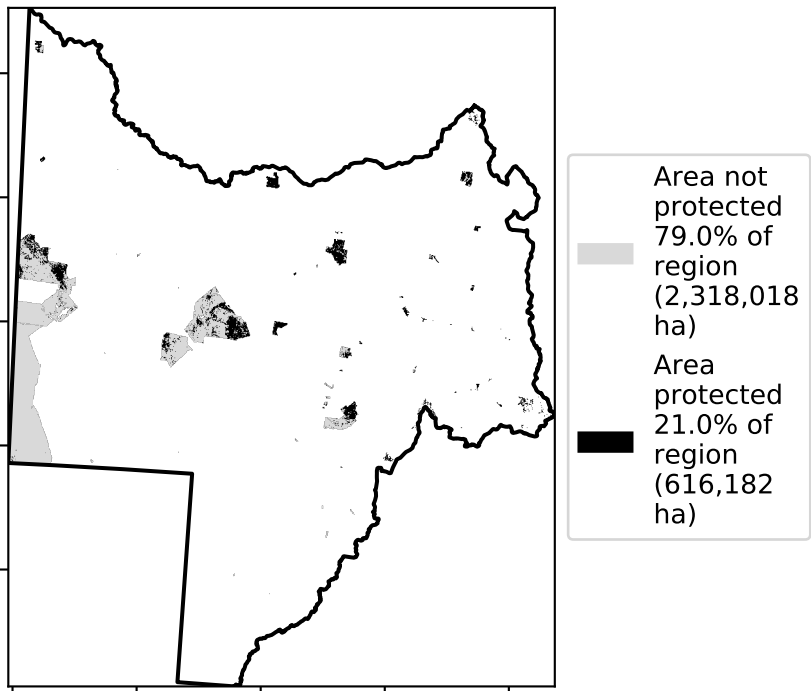 Area not
protected
79.0% of
region
(2,318,018
ha)
Area
protected
21.0% of
region
(616,182
ha)